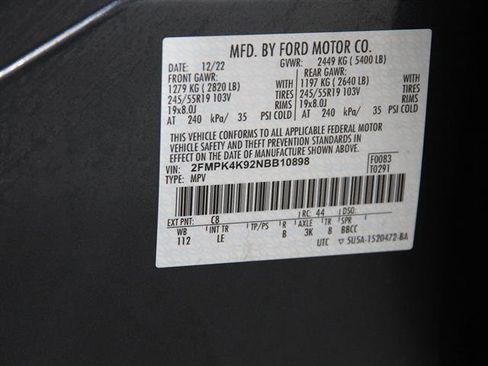 MFD. BY FORD MOTOR CO.
DATE: 12/22 GVWR: 2449 KG ( 5400 LB)
FRONT GAWR: REAR GAWR:
1279 KG ( 2820 LB) WITH 1197 KG ( 2640 LB) WITH
245/55R19 103V TIRES 245/55R19 103V TIRES
19x8.0J RIMS 19x8.0J RIMS
AT 240 kPa/ 35 PSI COLD AT 240 kPa/ 35 PSI COLD
THIS VEHICLE CONFORMS TO ALL APPLICABLE FEDERAL MOTOR
VEHICLE SAFETY AND BUMPER STANDARDS IN EFFECT ON THE
DATE OF MANUFACTURE SHOWN ABOVE.
VIN: 2FMPK4K92NBB10898 F0083
TYPE: MPV T0291
EXT PNT: C8 RC: 44 DSO:
WB INT TR TP/PS R AXLE TR SPR
112 LE B 3K 8 BBCC
UTC ▽ 5U5A-1520472-BA